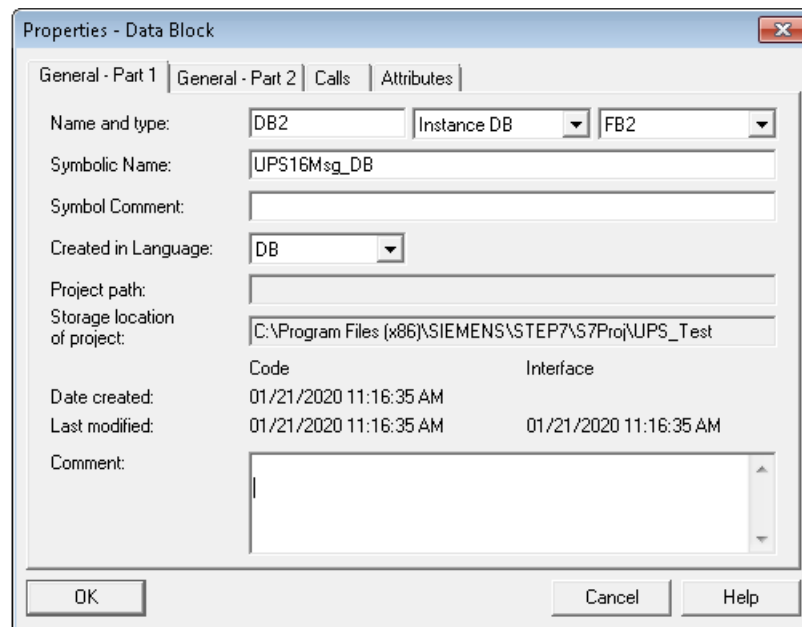 Properties - Data Block
General - Part 1 General - Part 2 Calls Attributes
Name and type: DB2 Instance DB FB2
Symbolic Name: UPS16Msg_DB
Symbol Comment:
Created in Language: DB
Project path:
Storage location
of project: C:\Program Files (x86)\SIEMENS\STEP7\S7Proj\UPS_Test
Code Interface
Date created: 01/21/2020 11:16:35 AM
Last modified: 01/21/2020 11:16:35 AM 01/21/2020 11:16:35 AM
Comment:
OK Cancel Help